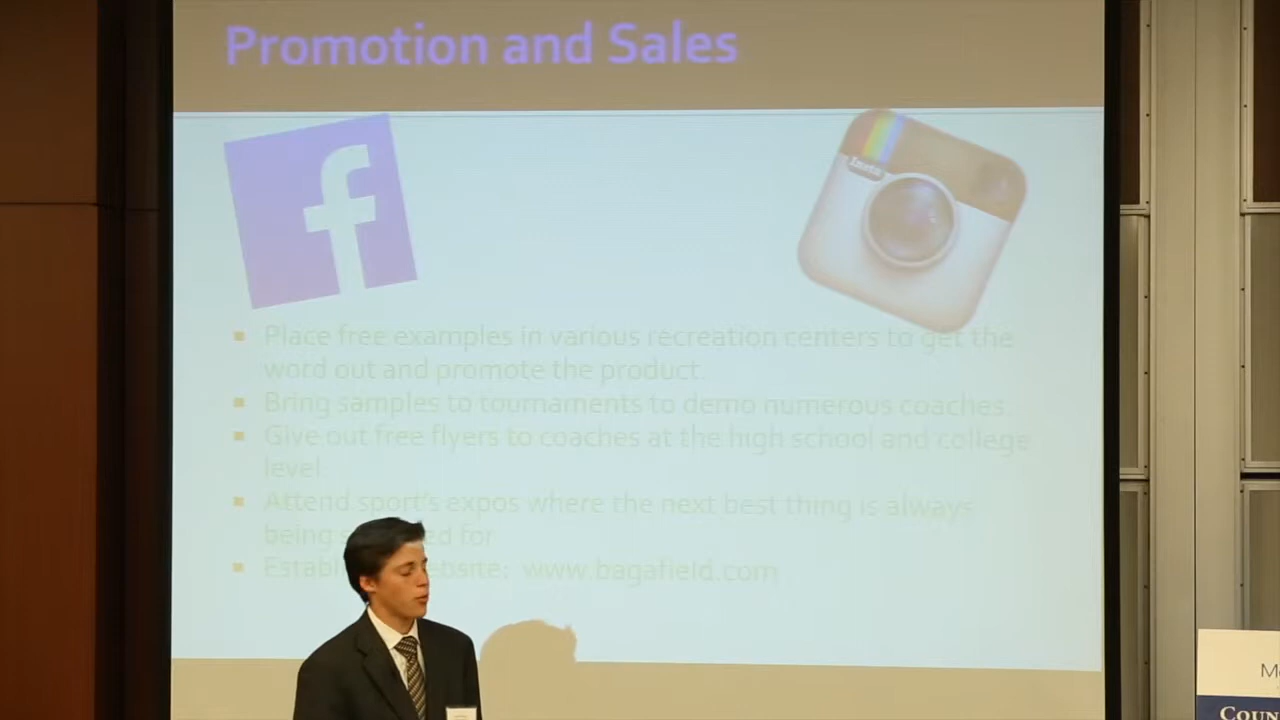 Promotion and Sales
f
Insta
Place free examples in various recreation centers to get the
word out and promote the product.
Bring samples to tournaments to demo numerous coaches.
Give out free flyers to coaches at the high school and college
level.
Attend sport's expos where the next best thing is always
being for
www.bagafield.com